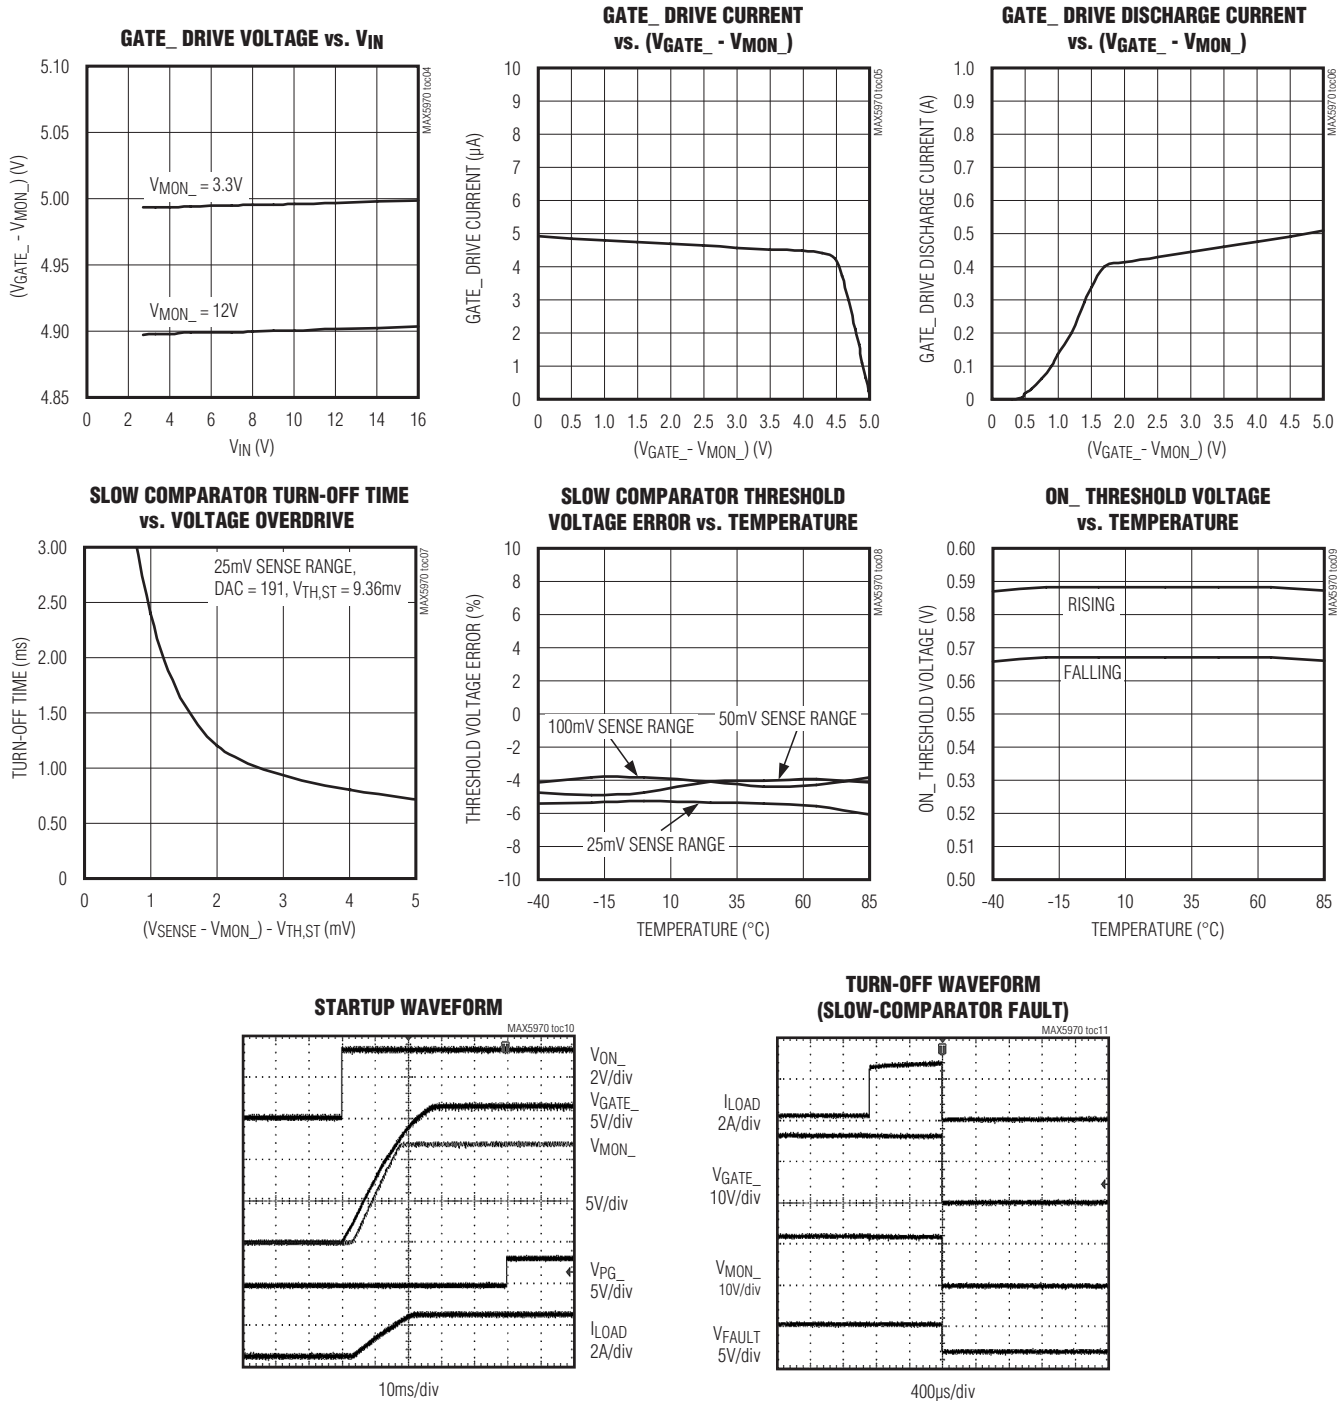 GATE_ DRIVE VOLTAGE vs. VIN
5.10
5.05
5.00
4.95
4.90
4.85
(VGATE_ - VMON_) (V)
VMON_ = 3.3V
VMON_ = 12V
0 2 4 6 8 10 12 14 16
VIN (V)
MAX5970 toc04
GATE_ DRIVE CURRENT
vs. (VGATE_ - VMON_)
10
9
8
7
6
5
4
3
2
1
0
GATE_ DRIVE CURRENT (µA)
0 0.5 1.0 1.5 2.0 2.5 3.0 3.5 4.0 4.5 5.0
(VGATE_- VMON_) (V)
MAX5970 toc05
GATE_ DRIVE DISCHARGE CURRENT
vs. (VGATE_ - VMON_)
1.0
0.9
0.8
0.7
0.6
0.5
0.4
0.3
0.2
0.1
0
GATE_ DRIVE DISCHARGE CURRENT (A)
0 0.5 1.0 1.5 2.0 2.5 3.0 3.5 4.0 4.5 5.0
(VGATE_- VMON_) (V)
MAX5970 toc06
SLOW COMPARATOR TURN-OFF TIME
vs. VOLTAGE OVERDRIVE
3.00
2.50
2.00
1.50
1.00
0.50
0
TURN-OFF TIME (ms)
25mV SENSE RANGE,
DAC = 191, VTH,ST = 9.36mv
0 1 2 3 4 5
(VSENSE - VMON_) - VTH,ST (mV)
MAX5970 toc07
SLOW COMPARATOR THRESHOLD
VOLTAGE ERROR vs. TEMPERATURE
10
8
6
4
2
0
-2
-4
-6
-8
-10
THRESHOLD VOLTAGE ERROR (%)
100mV SENSE RANGE
50mV SENSE RANGE
25mV SENSE RANGE
-40 -15 10 35 60 85
TEMPERATURE (°C)
MAX5970 toc08
ON_ THRESHOLD VOLTAGE
vs. TEMPERATURE
0.60
0.59
0.58
0.57
0.56
0.55
0.54
0.53
0.52
0.51
0.50
ON_ THRESHOLD VOLTAGE (V)
RISING
FALLING
-40 -15 10 35 60 85
TEMPERATURE (°C)
MAX5970 toc09
STARTUP WAVEFORM
MAX5970 toc10
VON_
2V/div
VGATE_
5V/div
VMON_
5V/div
VPG_
5V/div
ILOAD
2A/div
10ms/div
TURN-OFF WAVEFORM
(SLOW-COMPARATOR FAULT)
MAX5970 toc11
ILOAD
2A/div
VGATE_
10V/div
VMON_
10V/div
VFAULT
5V/div
400µs/div